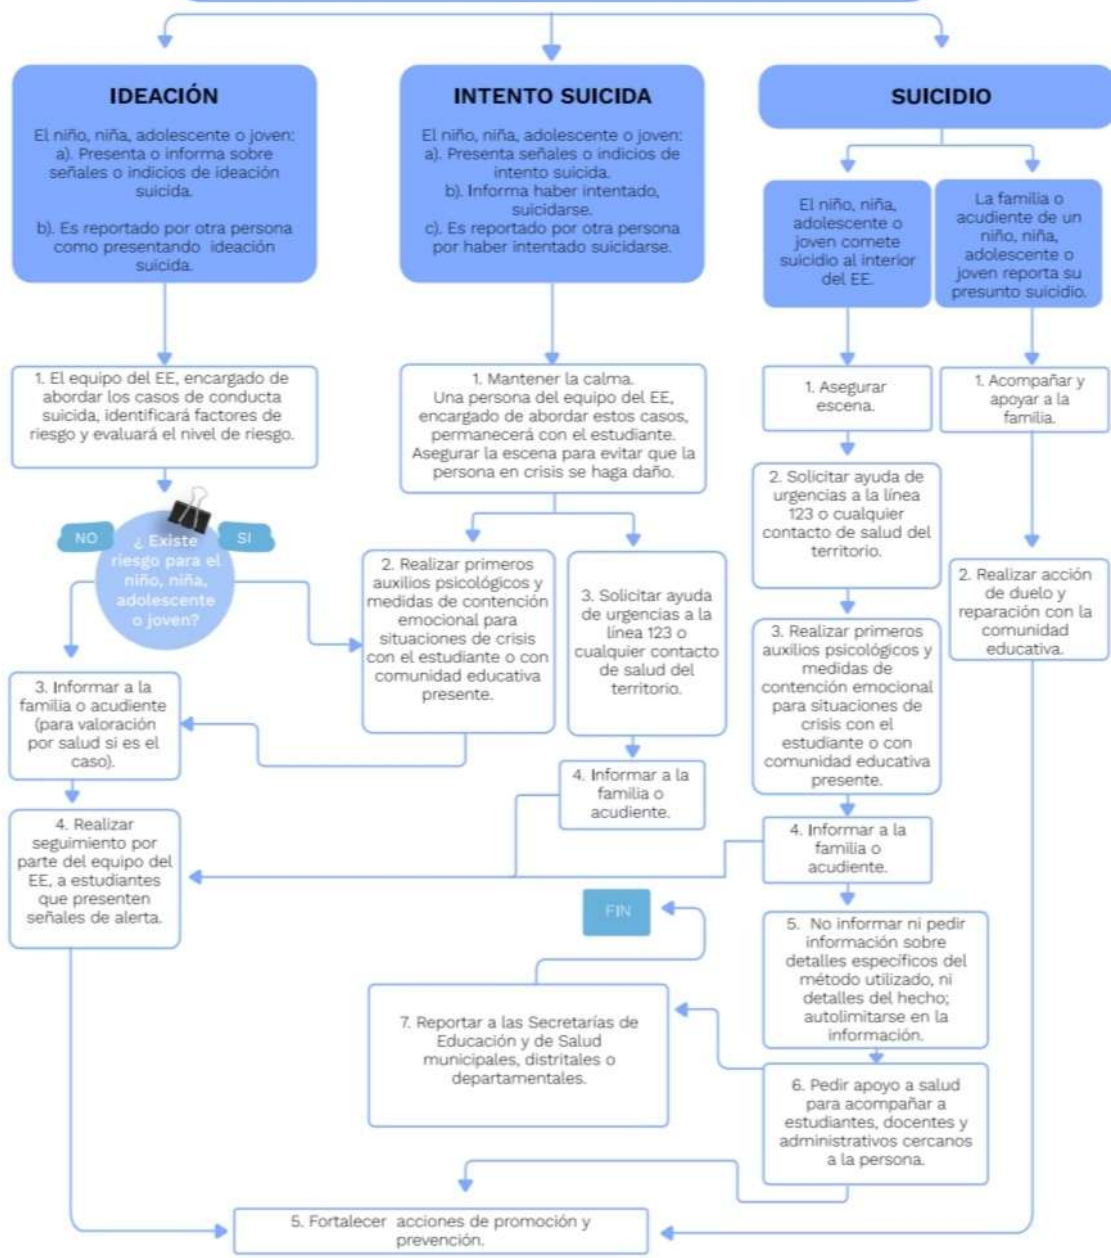 IDEACIÓN
El niño, niña, adolescente o joven:
a). Presenta o informa sobre
señales o indicios de ideación
suicida.
b). Es reportado por otra persona
como presentando ideación
suicida.
INTENTO SUICIDA
El niño, niña, adolescente o joven:
a). Presenta señales o indicios de
intento suicida.
b). Informa haber intentado,
suicidarse.
c). Es reportado por otra persona
por haber intentado suicidarse.
SUICIDIO
El niño, niña,
adolescente o
joven comete
suicidio al interior
del EE.
La familia o
acudiente de un
niño, niña,
adolescente o
joven reporta su
presunto suicidio.
1. El equipo del EE, encargado de
abordar los casos de conducta
suicida, identificará factores de
riesgo y evaluará el nivel de riesgo.
NO
SI
¿ Existe
riesgo para el
niño, niña,
adolescente
o joven?
3. Informar a la
familia o acudiente
(para valoración
por salud si es el
caso).
4. Realizar
seguimiento por
parte del equipo del
EE, a estudiantes
que presenten
señales de alerta.
1. Mantener la calma.
Una persona del equipo del EE,
encargado de abordar estos casos,
permanecerá con el estudiante.
Asegurar la escena para evitar que la
persona en crisis se haga daño.
2. Realizar primeros
auxilios psicológicos y
medidas de contención
emocional para
situaciones de crisis
con el estudiante o con
comunidad educativa
presente.
3. Solicitar ayuda
de urgencias a la
línea 123 o
cualquier contacto
de salud del
territorio.
4. Informar a la
familia o
acudiente.
1. Asegurar
escena.
2. Solicitar ayuda de
urgencias a la línea
123 o cualquier
contacto de salud del
territorio.
3. Realizar primeros
auxilios psicológicos y
medidas de
contención emocional
para situaciones de
crisis con el
estudiante o con
comunidad educativa
presente.
4. Informar a la
familia o
acudiente.
5. No informar ni pedir
información sobre
detalles específicos del
método utilizado, ni
detalles del hecho;
autolimitarse en la
información.
6. Pedir apoyo a salud
para acompañar a
estudiantes, docentes y
administrativos cercanos
a la persona.
1. Acompañar y
apoyar a la
familia.
2. Realizar acción
de duelo y
reparación con la
comunidad
educativa.
FIN
7. Reportar a las Secretarías de
Educación y de Salud
municipales, distritales o
departamentales.
5. Fortalecer acciones de promoción y
prevención.